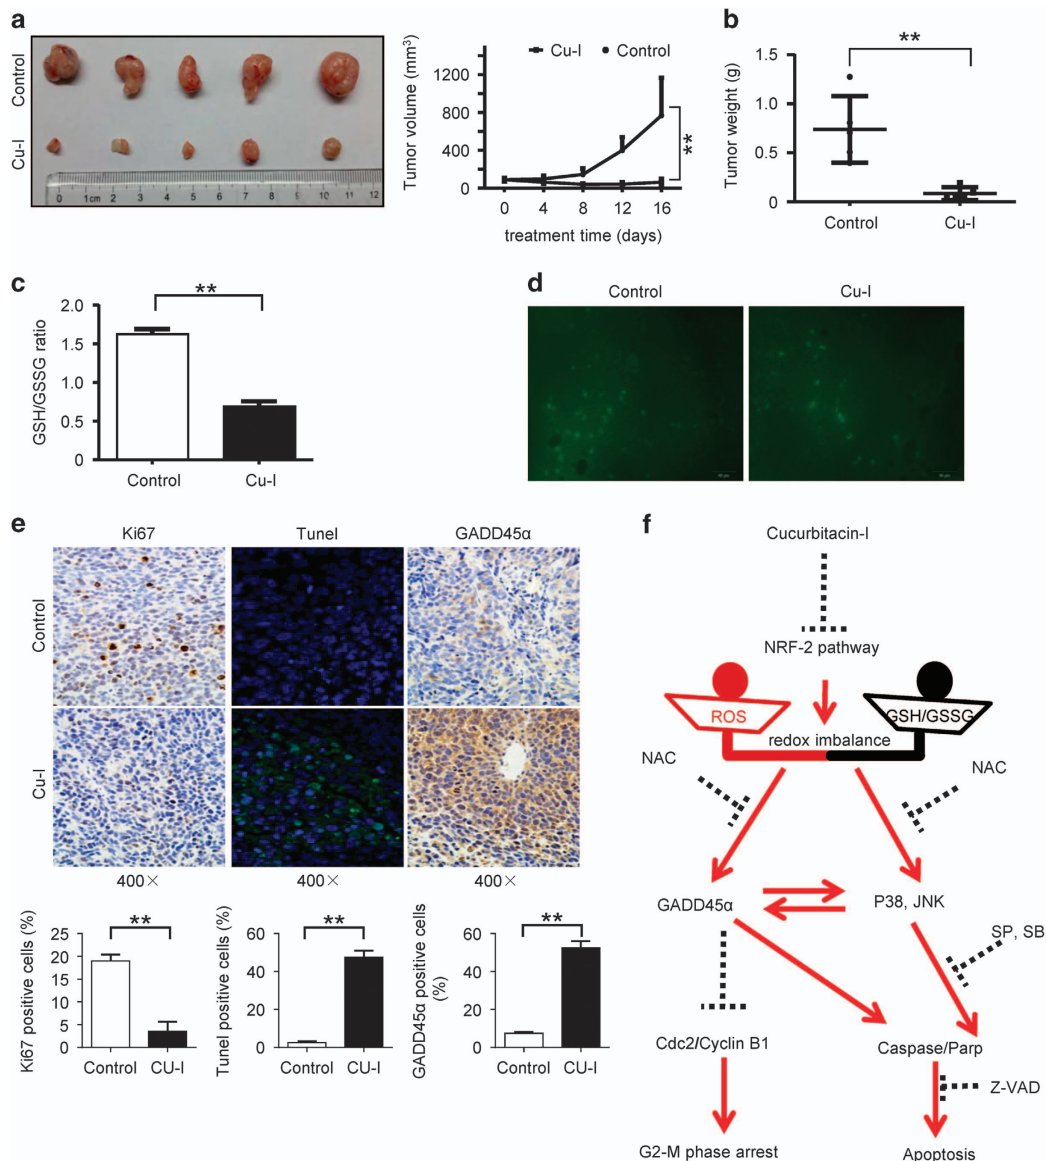 a
Control
Cu-I
0 1cm 2 3 4 5 6 7 8 9 10 11 12
Tumor volume (mm3)
Cu-I Control
1200
800
400
0
**
0 4 8 12 16
treatment time (days)
b
**
Tumor weight (g)
1.5
1.0
0.5
0
Control Cu-I
c
**
GSH/GSSG ratio
2.0
1.5
1.0
0.5
0
Control Cu-I
d
Control Cu-I
e
Ki67 Tunel GADD45α
Control
Cu-I
400× 400× 400×
Ki67 positive cells (%)
25
20
15
10
5
0
**
Control CU-I
Tunel positive cells (%)
60
40
20
0
**
Control CU-I
GADD45α positive cells
(%)
60
40
20
0
**
Control CU-I
f
Cucurbitacin-I
NRF-2 pathway
ROS GSH/GSSG
redox imbalance
NAC NAC
GADD45α P38, JNK
SP, SB
Cdc2/Cyclin B1 Caspase/Parp
Z-VAD
G2-M phase arrest Apoptosis